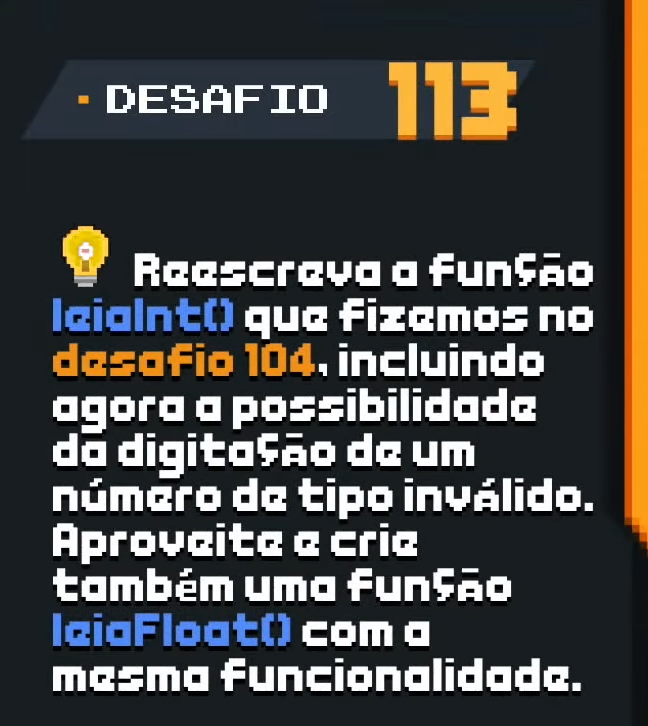 DESAFIO 113
Reescreva a função
leiaInt() que fizemos no
desafio 104, incluindo
agora a possibilidade
da digitação de um
número de tipo inválido.
Aproveite e crie
também uma função
leiaFloat() com a
mesma funcionalidade.